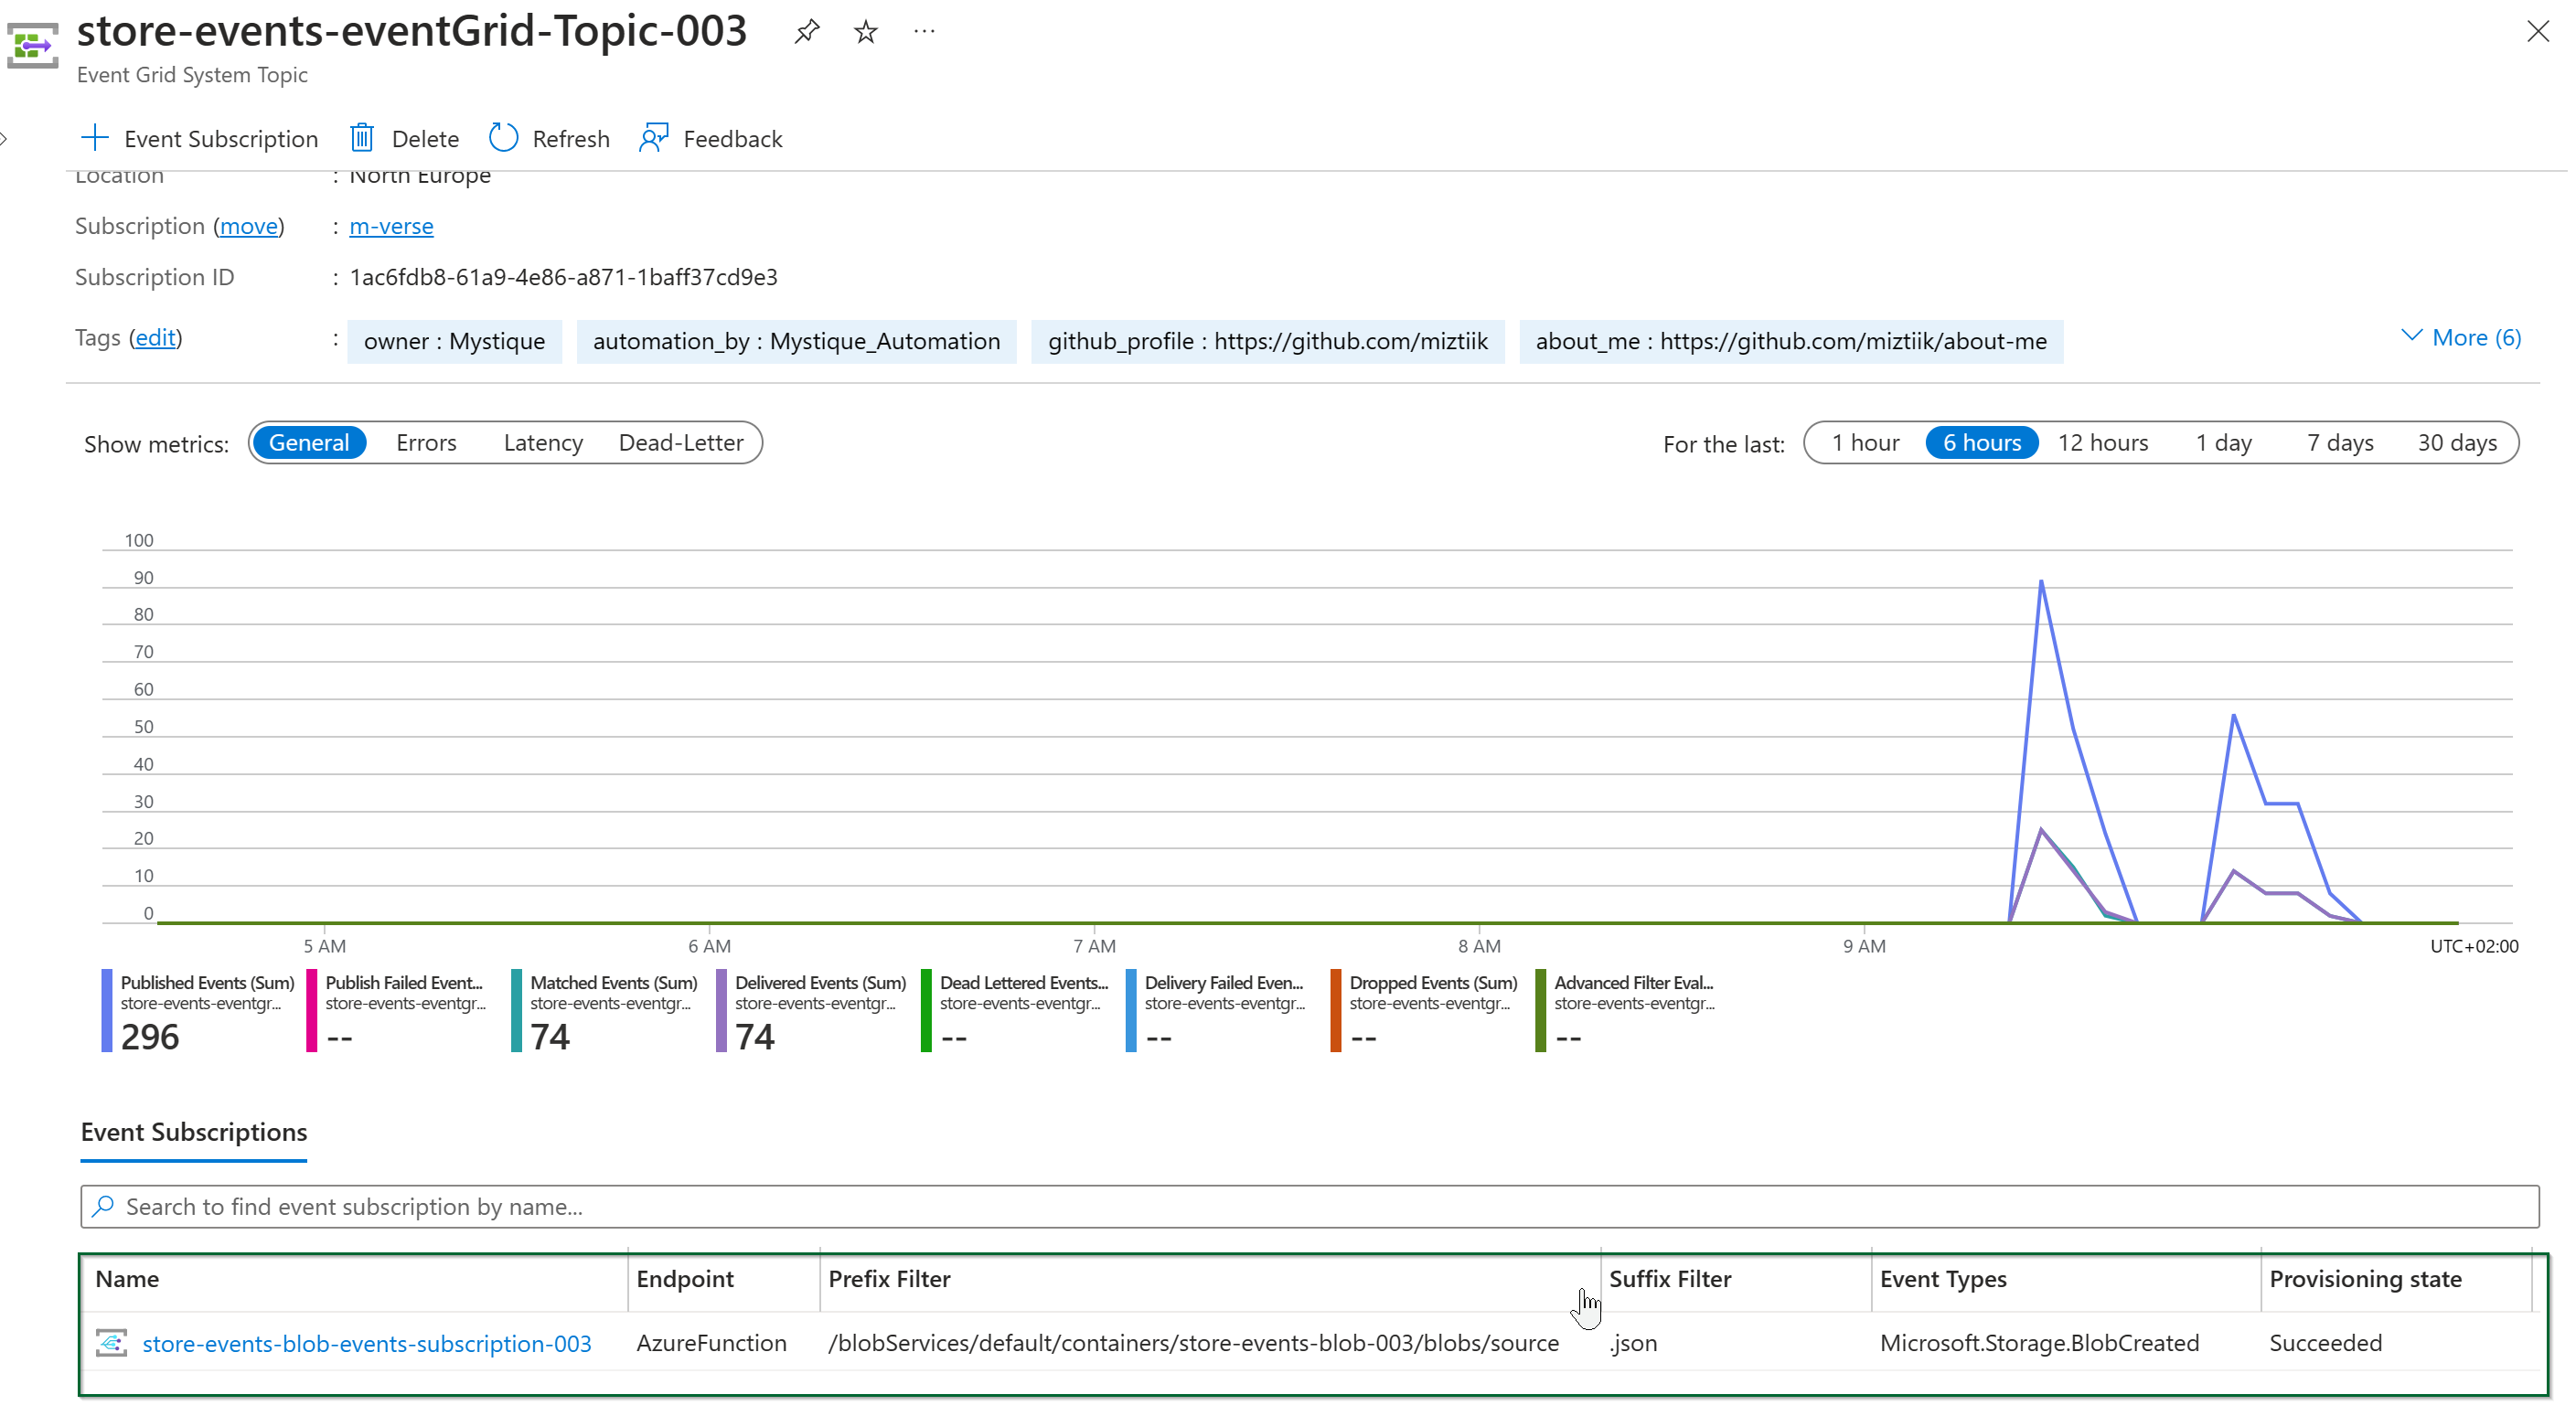 store-events-eventGrid-Topic-003
Event Grid System Topic
Event Subscription Delete Refresh Feedback
Location : North Europe
Subscription (move) : m-verse
Subscription ID : 1ac6fdb8-61a9-4e86-a871-1baff37cd9e3
Tags (edit) : owner : Mystique automation_by : Mystique_Automation github_profile : https://github.com/miztiik about_me : https://github.com/miztiik/about-me More (6)
Show metrics: General Errors Latency Dead-Letter For the last: 1 hour 6 hours 12 hours 1 day 7 days 30 days
100
90
80
70
60
50
40
30
20
10
0
5 AM 6 AM 7 AM 8 AM 9 AM UTC+02:00
Published Events (Sum) Publish Failed Event... Matched Events (Sum) Delivered Events (Sum) Dead Lettered Events... Delivery Failed Even... Dropped Events (Sum) Advanced Filter Eval...
store-events-eventgr... store-events-eventgr... store-events-eventgr... store-events-eventgr... store-events-eventgr... store-events-eventgr... store-events-eventgr... store-events-eventgr...
296 -- 74 74 -- -- -- --
Event Subscriptions
Search to find event subscription by name...
Name Endpoint Prefix Filter Suffix Filter Event Types Provisioning state
store-events-blob-events-subscription-003 AzureFunction /blobServices/default/containers/store-events-blob-003/blobs/source .json Microsoft.Storage.BlobCreated Succeeded